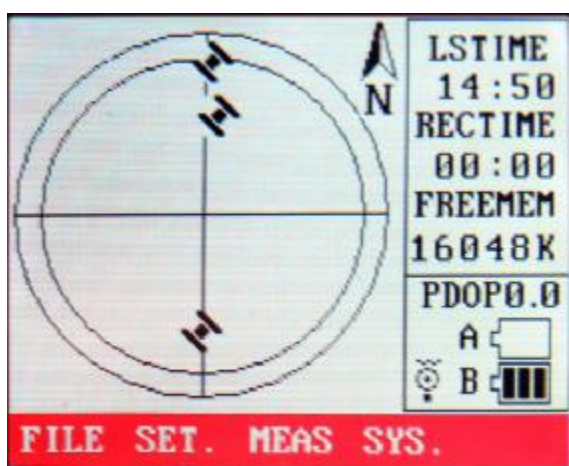 N
LSTIME
14:50
RECTIME
00:00
FREEMEM
16048K
PDOP0.0
A
B
FILE SET. MEAS SYS.